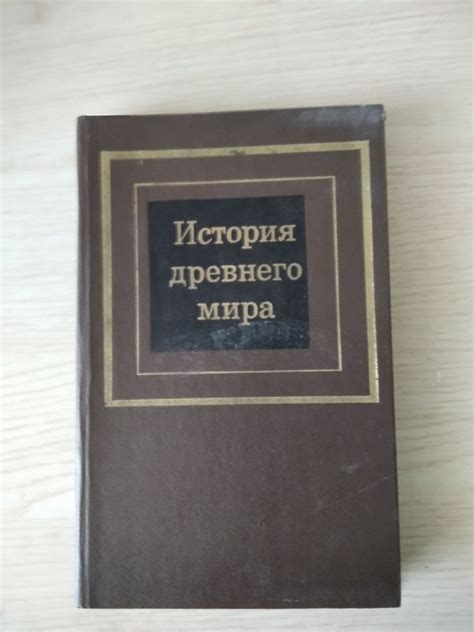 История
древнего
мира